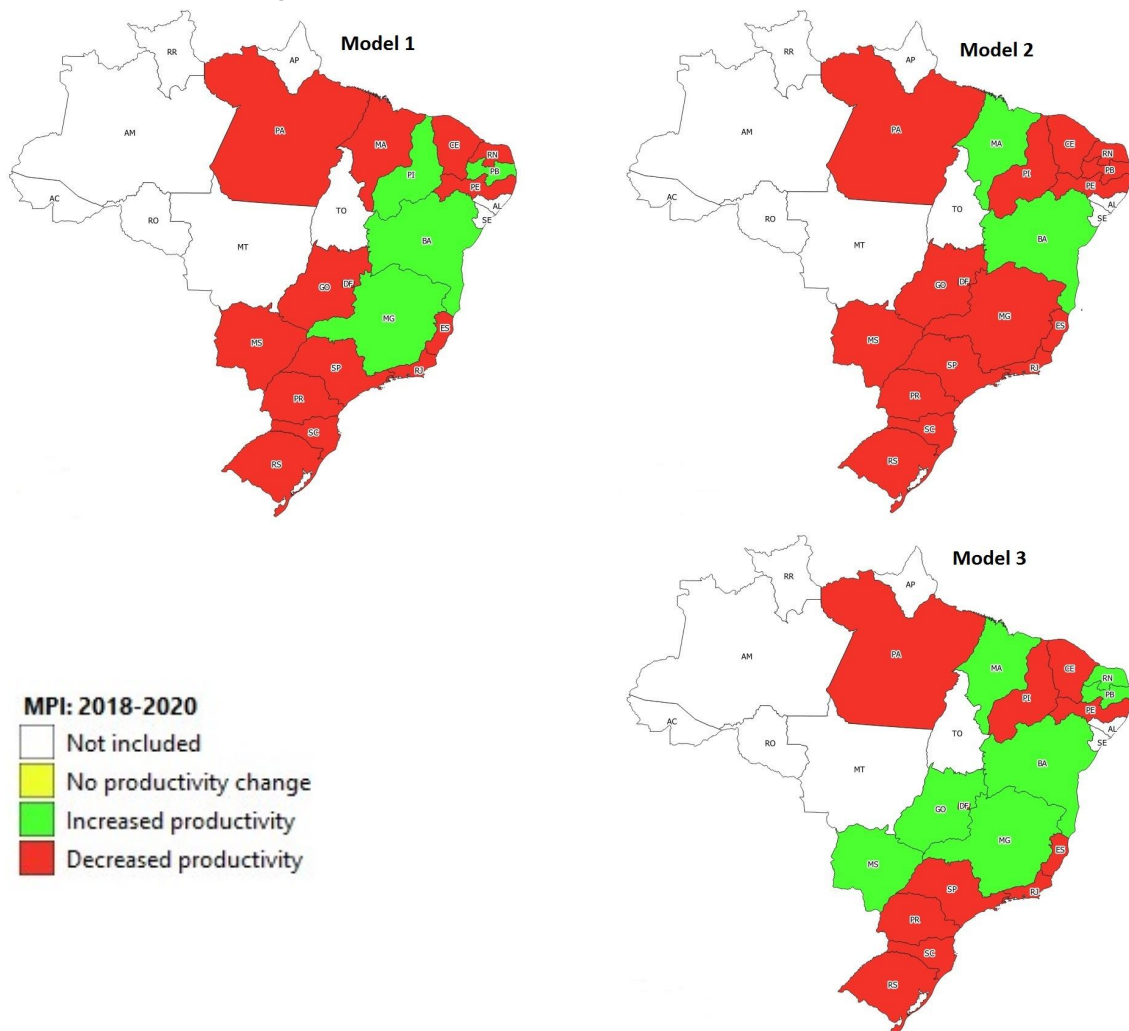 Model 1
RR
AP
AM
PA
MA
CE
RN
PB
PI
PE
AL
SE
AC
RO
TO
MT
BA
GO
DF
MG
ES
MS
SP
RJ
PR
SC
RS
Model 2
RR
AP
AM
PA
MA
CE
RN
PB
PI
PE
AL
SE
AC
RO
TO
MT
BA
GO
DF
MG
ES
MS
SP
RJ
PR
SC
RS
Model 3
RR
AP
AM
PA
MA
CE
RN
PB
PI
PE
AL
SE
AC
RO
TO
MT
BA
GO
DF
MG
ES
MS
SP
RJ
PR
SC
RS
MPI: 2018-2020
Not included
No productivity change
Increased productivity
Decreased productivity